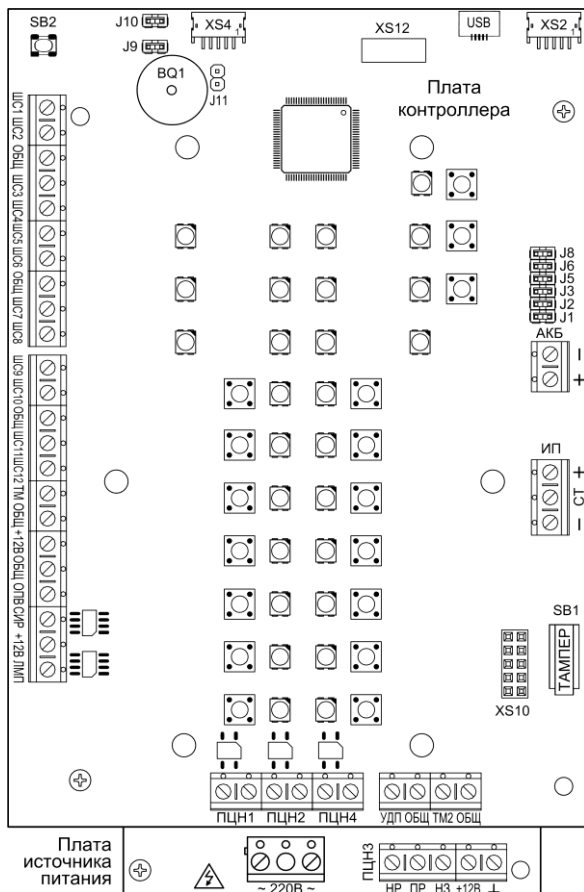 SB2
J10
J9
XS4
1
XS12
USB
XS2
1
BQ1
J11
Плата
контроллера
ШС1 ШС2 ОБЩ ШС3 ШС4 ШС5 ШС6 ОБЩ ШС7 ШС8
J8
J6
J5
J3
J2
J1
АКБ
–
+
ШС9 ШС10 ОБЩ ШС11 ШС12 ТМ ОБЩ +12В ОБЩ ОПВ СИР +12В ЛМП
ИП
+
СТ
–
SB1
ТАМПЕР
XS10
ПЦН1 ПЦН2 ПЦН4
УДП ОБЩ ТМ2 ОБЩ
Плата
источника
питания
~ 220В ~
ПЦН3
НР ПР НЗ +12В ⊥